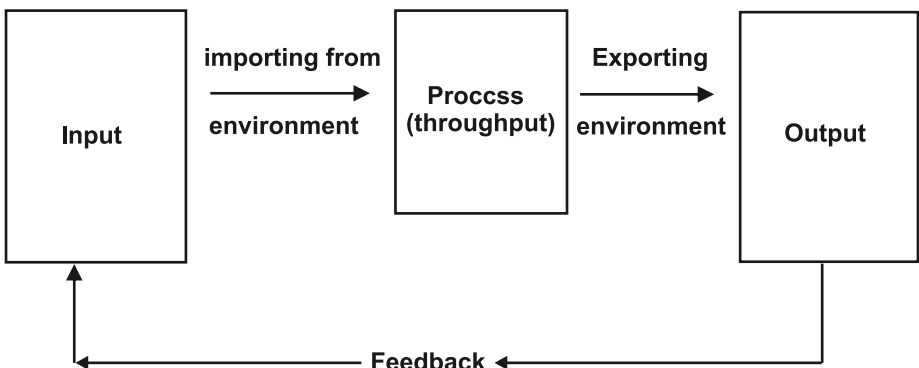 Input
importing from
environment
Proccss
(throughput)
Exporting
environment
Output
Feedback